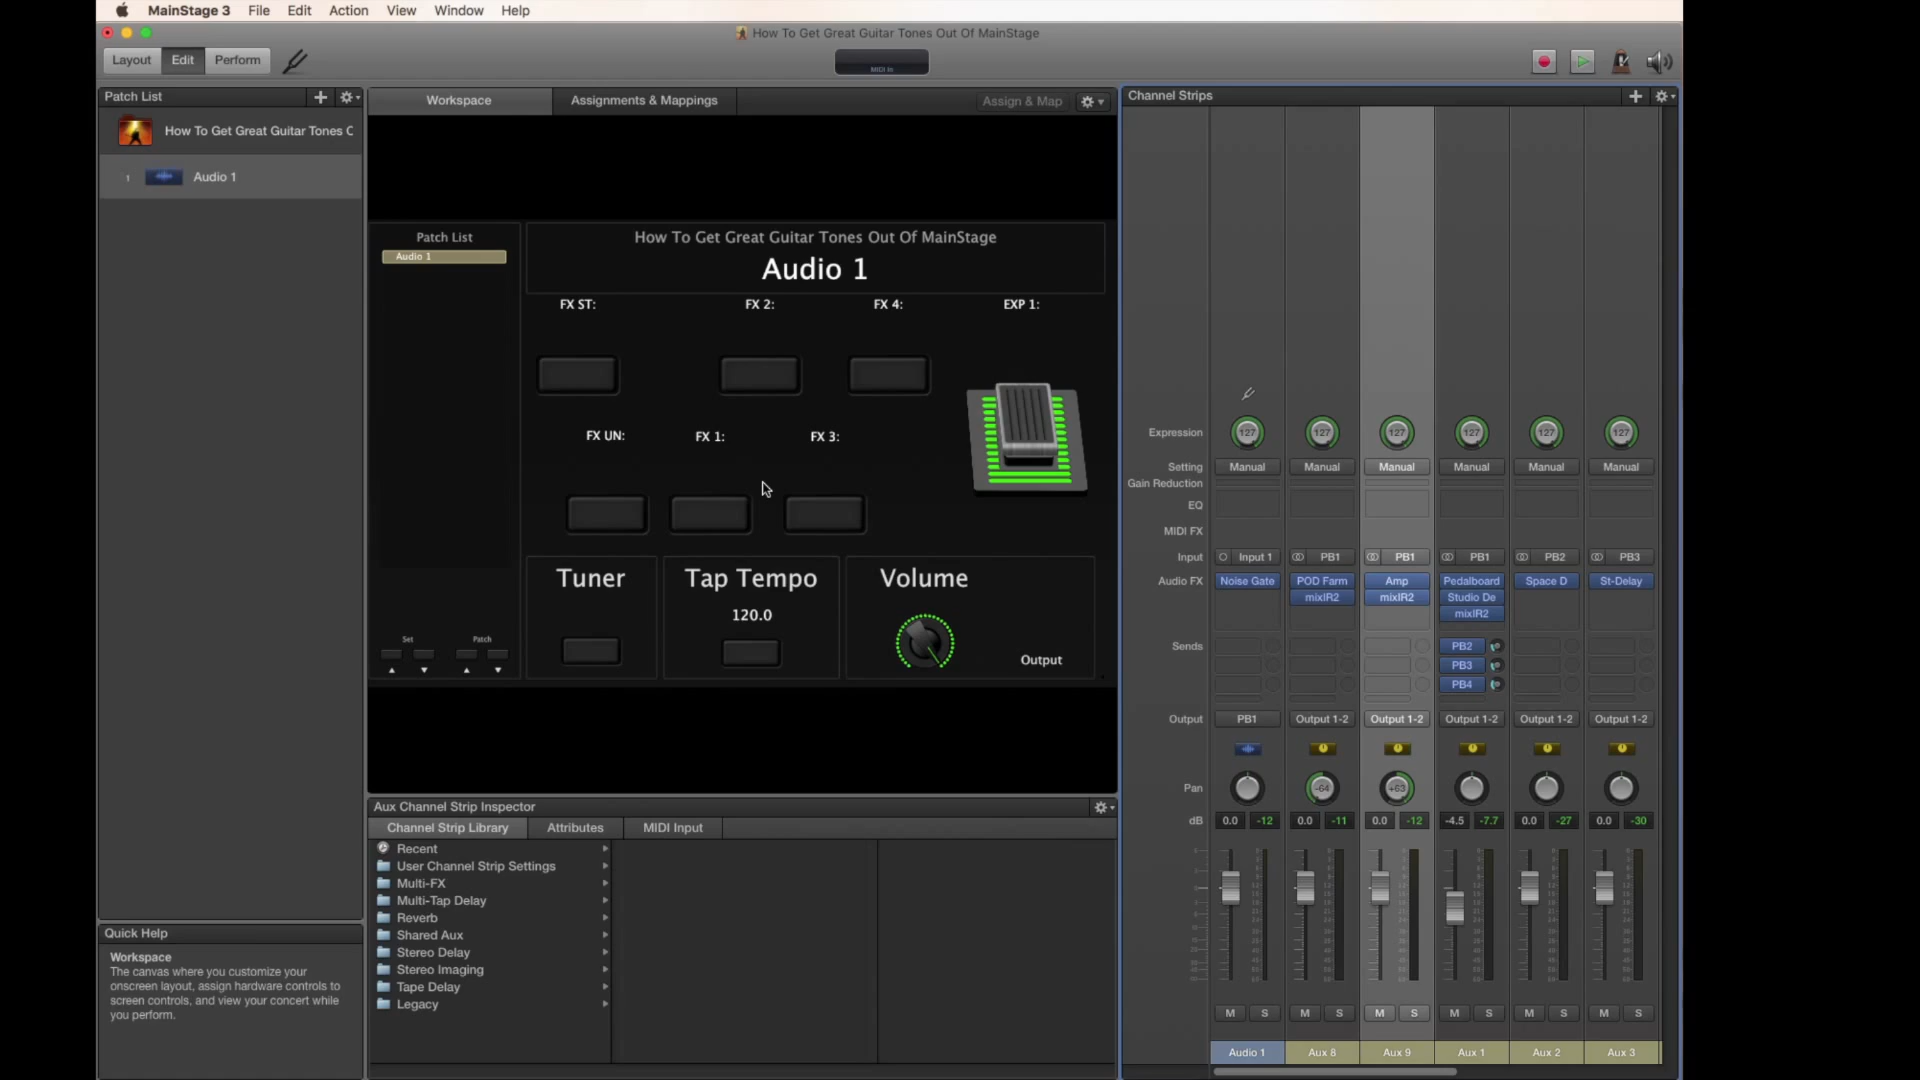 MainStage 3 File Edit Action View Window Help
How To Get Great Guitar Tones Out Of MainStage
Layout Edit Perform
MIDI In
Patch List
Workspace Assignments & Mappings Assign & Map
Channel Strips
How To Get Great Guitar Tones C
1 Audio 1
Patch List
Audio 1
How To Get Great Guitar Tones Out Of MainStage
Audio 1
FX ST: FX 2: FX 4: EXP 1:
FX UN: FX 1: FX 3:
Tuner Tap Tempo Volume
120.0
Set Patch
Output
Expression 127 127 127 127 127 127
Setting Manual Manual Manual Manual Manual Manual
Gain Reduction
EQ
MIDI FX
Input Input 1 PB1 PB1 PB1 PB2 PB3
Audio FX Noise Gate POD Farm Amp Pedalboard Space D St-Delay
mixIR2 mixIR2 Studio De
mixIR2
Sends PB2
PB3
PB4
Output PB1 Output 1-2 Output 1-2 Output 1-2 Output 1-2 Output 1-2
Pan -64 +63
dB 0.0 -12 0.0 -11 0.0 -12 -4.5 -7.7 0.0 -27 0.0 -30
M S M S M S M S M S M S
Audio 1 Aux 8 Aux 9 Aux 1 Aux 2 Aux 3
Aux Channel Strip Inspector
Channel Strip Library Attributes MIDI Input
Recent
User Channel Strip Settings
Multi-FX
Multi-Tap Delay
Reverb
Shared Aux
Stereo Delay
Stereo Imaging
Tape Delay
Legacy
Quick Help
Workspace
The canvas where you customize your
onscreen layout, assign hardware controls to
screen controls, and view your concert while
you perform.